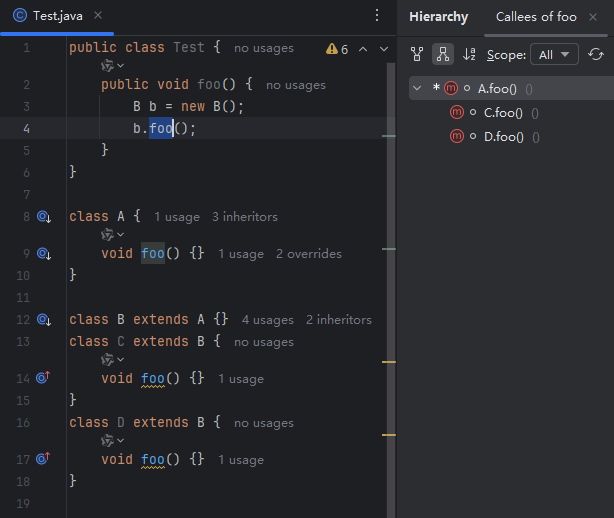 Test.java
Hierarchy
Callees of foo
6
Scope:
All
* A.foo() ()
C.foo() ()
D.foo() ()
1 public class Test { no usages
2 public void foo() { no usages
3 B b = new B();
4 b.foo();
5 }
6 }
7
8 class A { 1 usage 3 inheritors
9 void foo() {} 1 usage 2 overrides
10 }
11
12 class B extends A {} 4 usages 2 inheritors
13 class C extends B { no usages
14 void foo() {} 1 usage
15 }
16 class D extends B { no usages
17 void foo() {} 1 usage
18 }
19